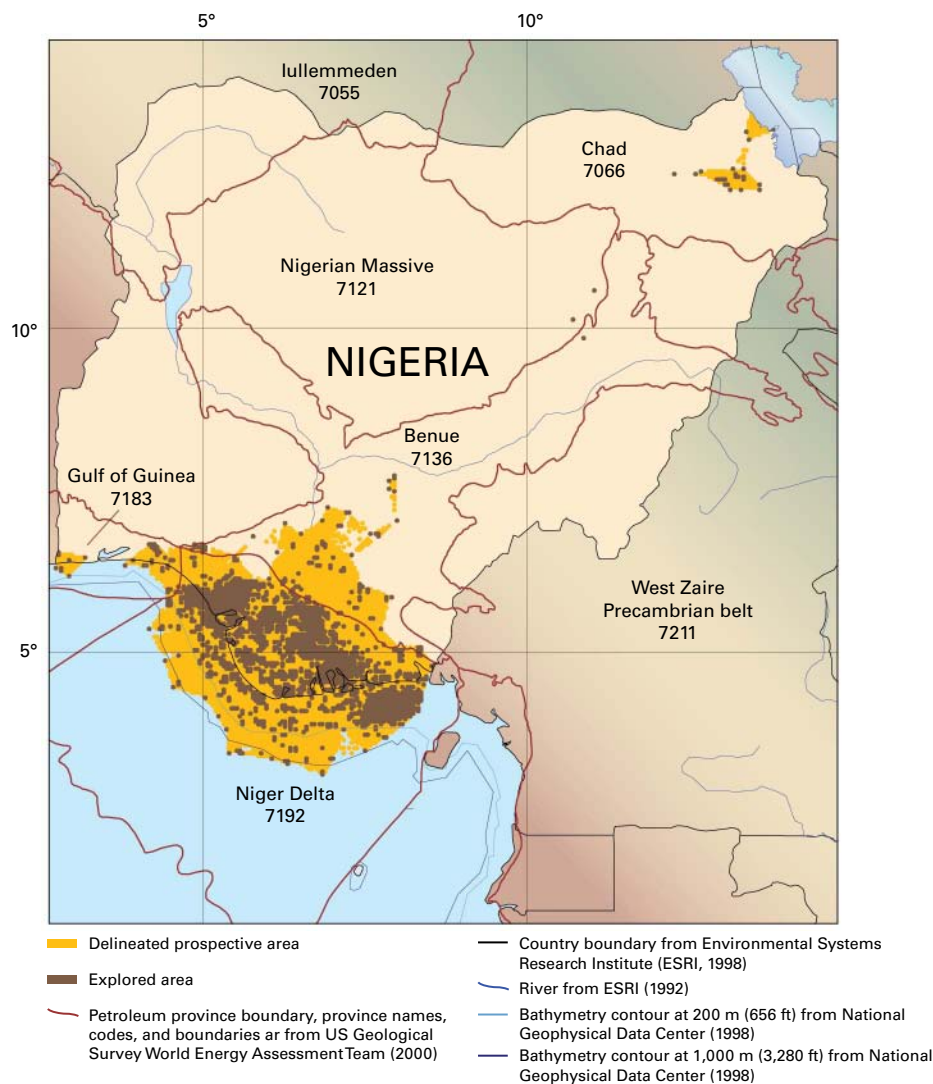 5°
10°
Iullemmeden
7055
Chad
7066
Nigerian Massive
7121
10°
NIGERIA
Benue
7136
Gulf of Guinea
7183
West Zaire
Precambrian belt
7211
5°
Niger Delta
7192
Delineated prospective area
Explored area
Petroleum province boundary, province names,
codes, and boundaries ar from US Geological
Survey World Energy Assessment Team (2000)
Country boundary from Environmental Systems
Research Institute (ESRI, 1998)
River from ESRI (1992)
Bathymetry contour at 200 m (656 ft) from National
Geophysical Data Center (1998)
Bathymetry contour at 1,000 m (3,280 ft) from National
Geophysical Data Center (1998)